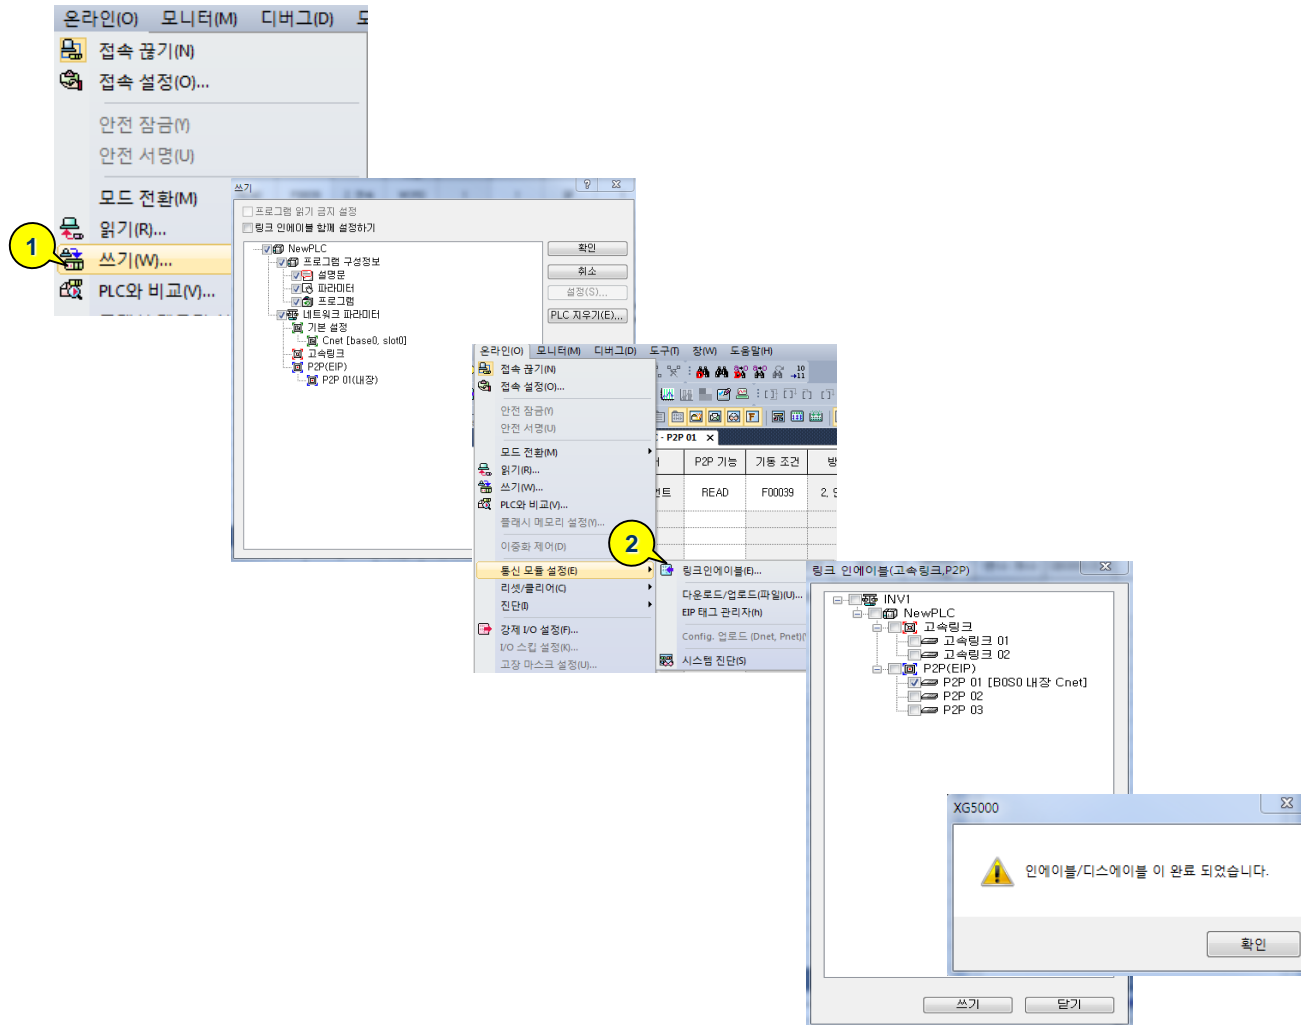 온라인(O) 모니터(M) 디버그(D)
접속 끊기(N)
접속 설정(O)...
안전 잠금(Y)
안전 서명(U)
모드 전환(M)
읽기(R)...
1
쓰기(W)...
PLC와 비교(V)...
쓰기
프로그램 읽기 금지 설정
링크 인에이블 함께 설정하기
NewPLC
프로그램 구성정보
설명문
파라미터
프로그램
네트워크 파라미터
기본 설정
Cnet [base0, slot0]
고속링크
P2P(EIP)
P2P 01(내장)
확인
취소
설정(S)...
PLC 지우기(E)...
온라인(O) 모니터(M) 디버그(D) 도구(T) 창(W) 도움말(H)
접속 끊기(N)
접속 설정(O)...
안전 잠금(Y)
안전 서명(U)
모드 전환(M)
읽기(R)...
쓰기(W)...
PLC와 비교(V)...
플래시 메모리 설정(Y)...
이중화 제어(D)
통신 모듈 설정(E)
리셋/클리어(C)
진단(I)
강제 I/O 설정(F)...
I/O 스킵 설정(K)...
고장 마스크 설정(U)...
- P2P 01
P2P 기능 기동 조건
READ F00039 2,
2
링크인에이블(E)...
다운로드/업로드(파일)(U)...
EIP 태그 관리자(h)
Config. 업로드 (Dnet, Pnet)
시스템 진단(S)
링크 인에이블(고속링크,P2P)
INV1
NewPLC
고속링크
고속링크 01
고속링크 02
P2P(EIP)
P2P 01 [B0S0 내장 Cnet]
P2P 02
P2P 03
쓰기 닫기
XG5000
인에이블/디스에이블 이 완료 되었습니다.
확인